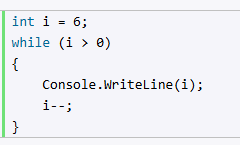 int i = 6;
while (i > 0)
{
    Console.WriteLine(i);
    i--;
}